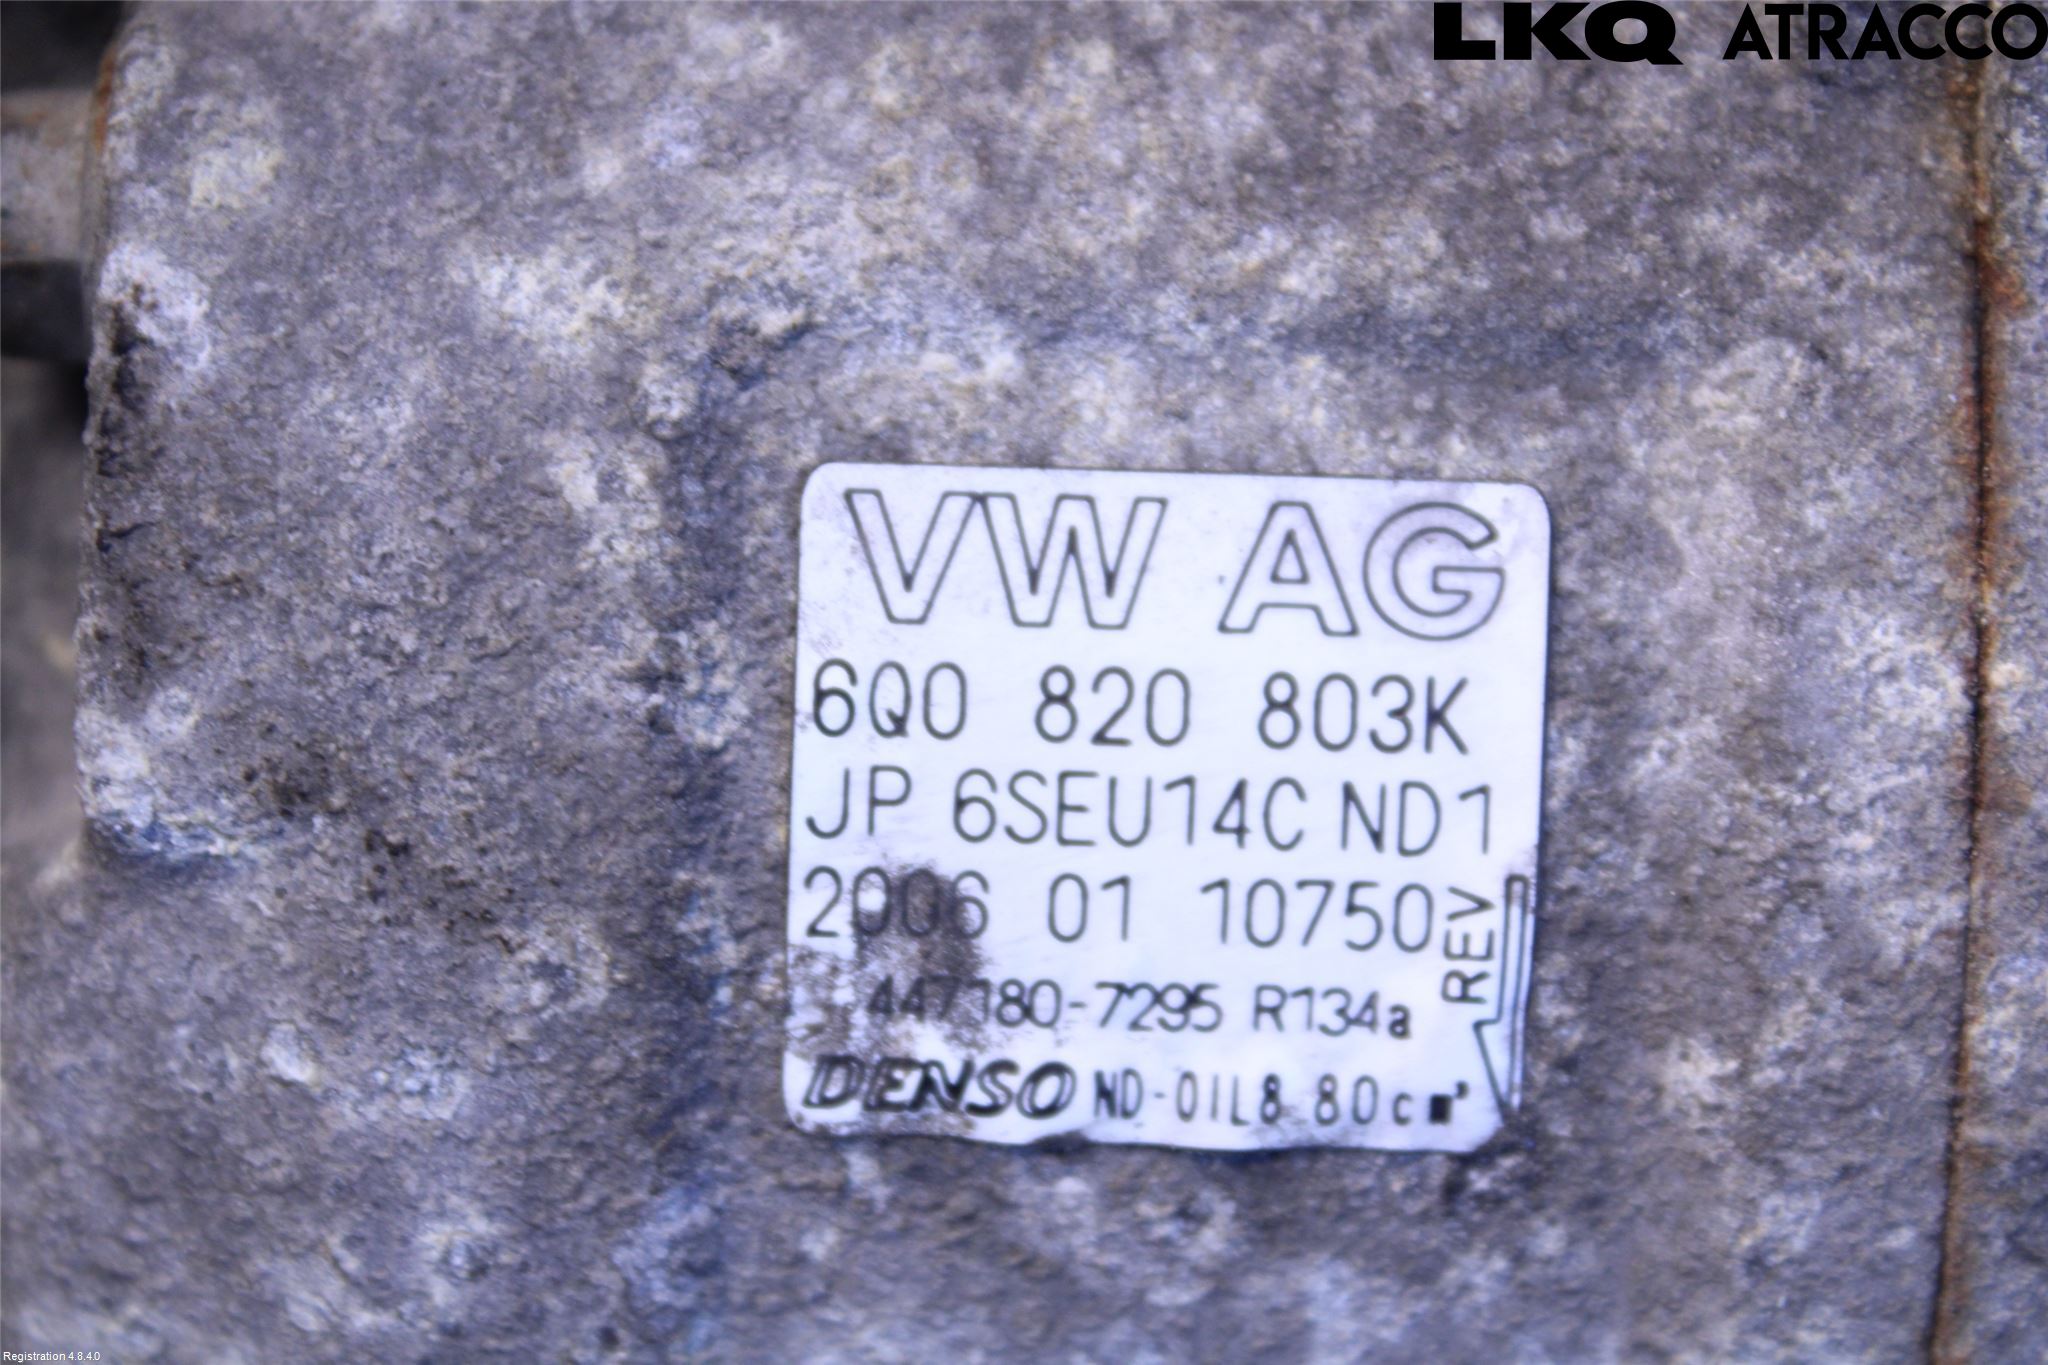 LKQ ATRACCO
VW AG
6Q0 820 803K
JP 6SEU14C ND1
2006 01 10750
REV
447180-7295 R134a
DENSO ND-OIL8 80cm³
Registration 4.8.4.0